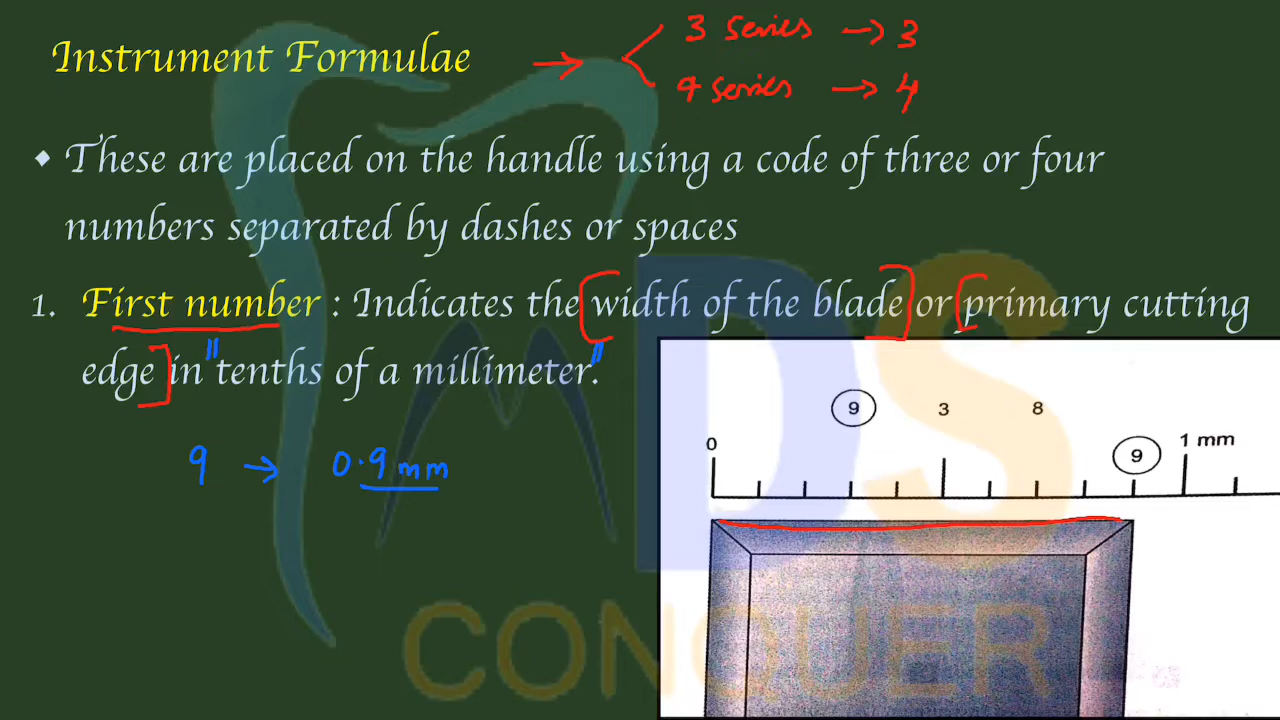 Instrument Formulae → 3 series → 3
4 series → 4
◆ These are placed on the handle using a code of three or four
numbers separated by dashes or spaces
1. First number : Indicates the width of the blade or primary cutting
edge in "tenths of a millimeter."
9 → 0.9 mm
9 3 8
0 9 1 mm
MDS
CONQUER